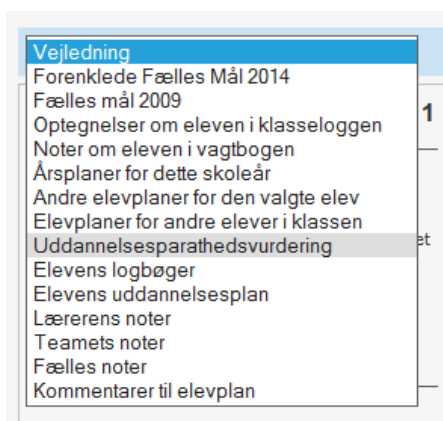 Vejledning
Forenklede Fælles Mål 2014
Fælles mål 2009
Optegnelser om eleven i klasseloggen
1
Noter om eleven i vagtbogen
Årsplaner for dette skoleår
Andre elevplaner for den valgte elev
Elevplaner for andre elever i klassen
Uddannelsesparathedsvurdering
et
Elevens logbøger
Elevens uddannelsesplan
Lærerens noter
Teamets noter
Fælles noter
Kommentarer til elevplan